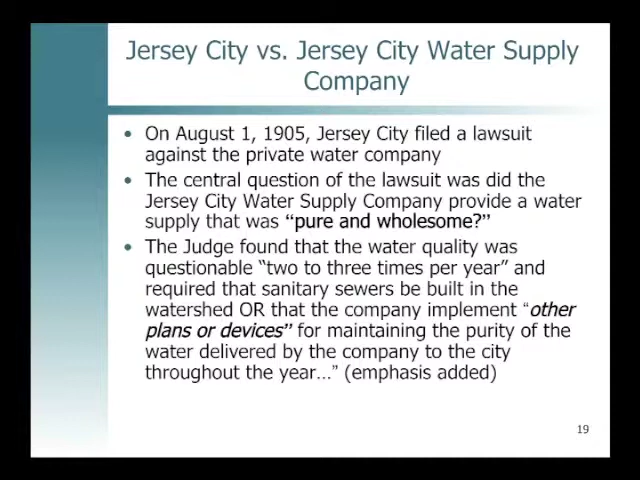 Jersey City vs. Jersey City Water Supply
Company
• On August 1, 1905, Jersey City filed a lawsuit
against the private water company
• The central question of the lawsuit was did the
Jersey City Water Supply Company provide a water
supply that was “pure and wholesome?”
• The Judge found that the water quality was
questionable “two to three times per year” and
required that sanitary sewers be built in the
watershed OR that the company implement “other
plans or devices” for maintaining the purity of the
water delivered by the company to the city
throughout the year…” (emphasis added)
19